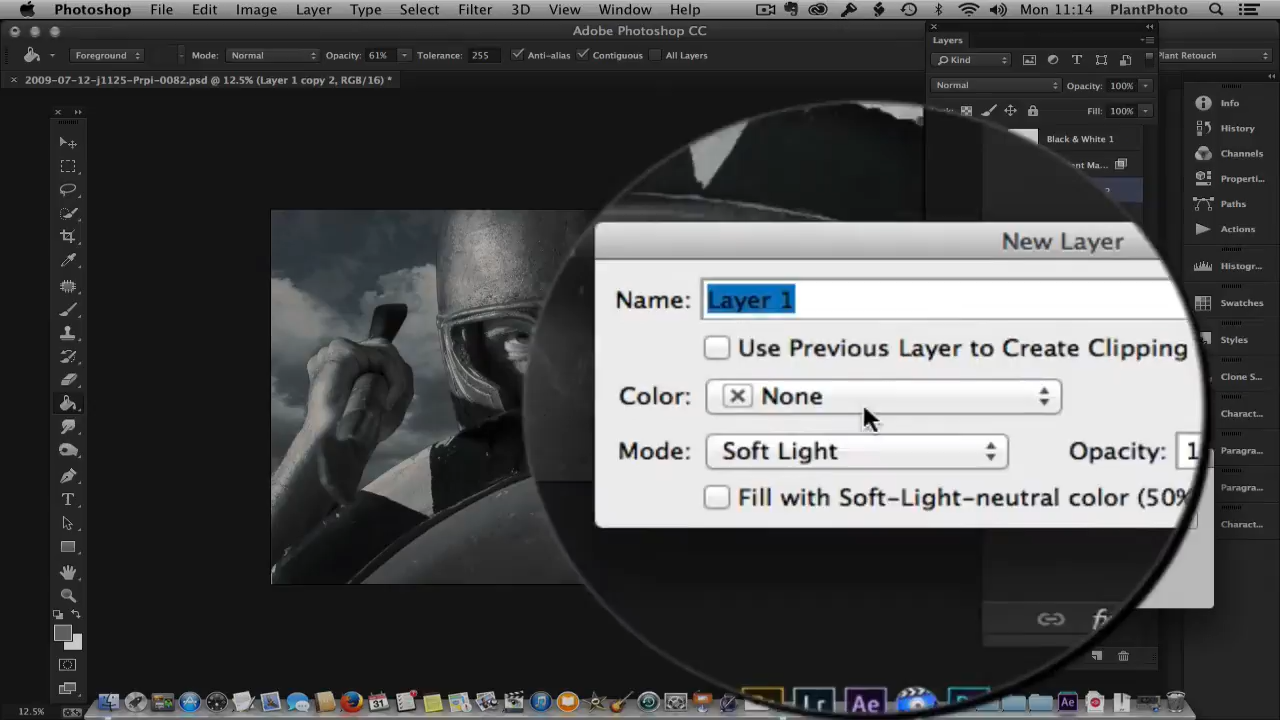 Photoshop File Edit Image Layer Type Select Filter 3D View Window Help Mon 11:14 PlantPhoto
Adobe Photoshop CC
Foreground Mode: Normal Opacity: 61% Tolerance: 255 Anti-alias Contiguous All Layers
Plant Retouch
× 2009-07-12-J1125-Prpi-0082.psd @ 12.5% (Layer 1 copy 2, RGB/16) *
Layers
Kind
Normal Opacity: 100%
Fill: 100%
Black & White 1
New Layer
Name: Layer 1
Use Previous Layer to Create Clipping
Color: None
Mode: Soft Light Opacity: 1
Fill with Soft-Light-neutral color (50%
Info
History
Channels
Properti...
Paths
Actions
Histogr...
Swatches
Styles
Clone S...
Charact...
Paragra...
Paragra...
Charact...
fx
Lr Ae Ae
12.5%